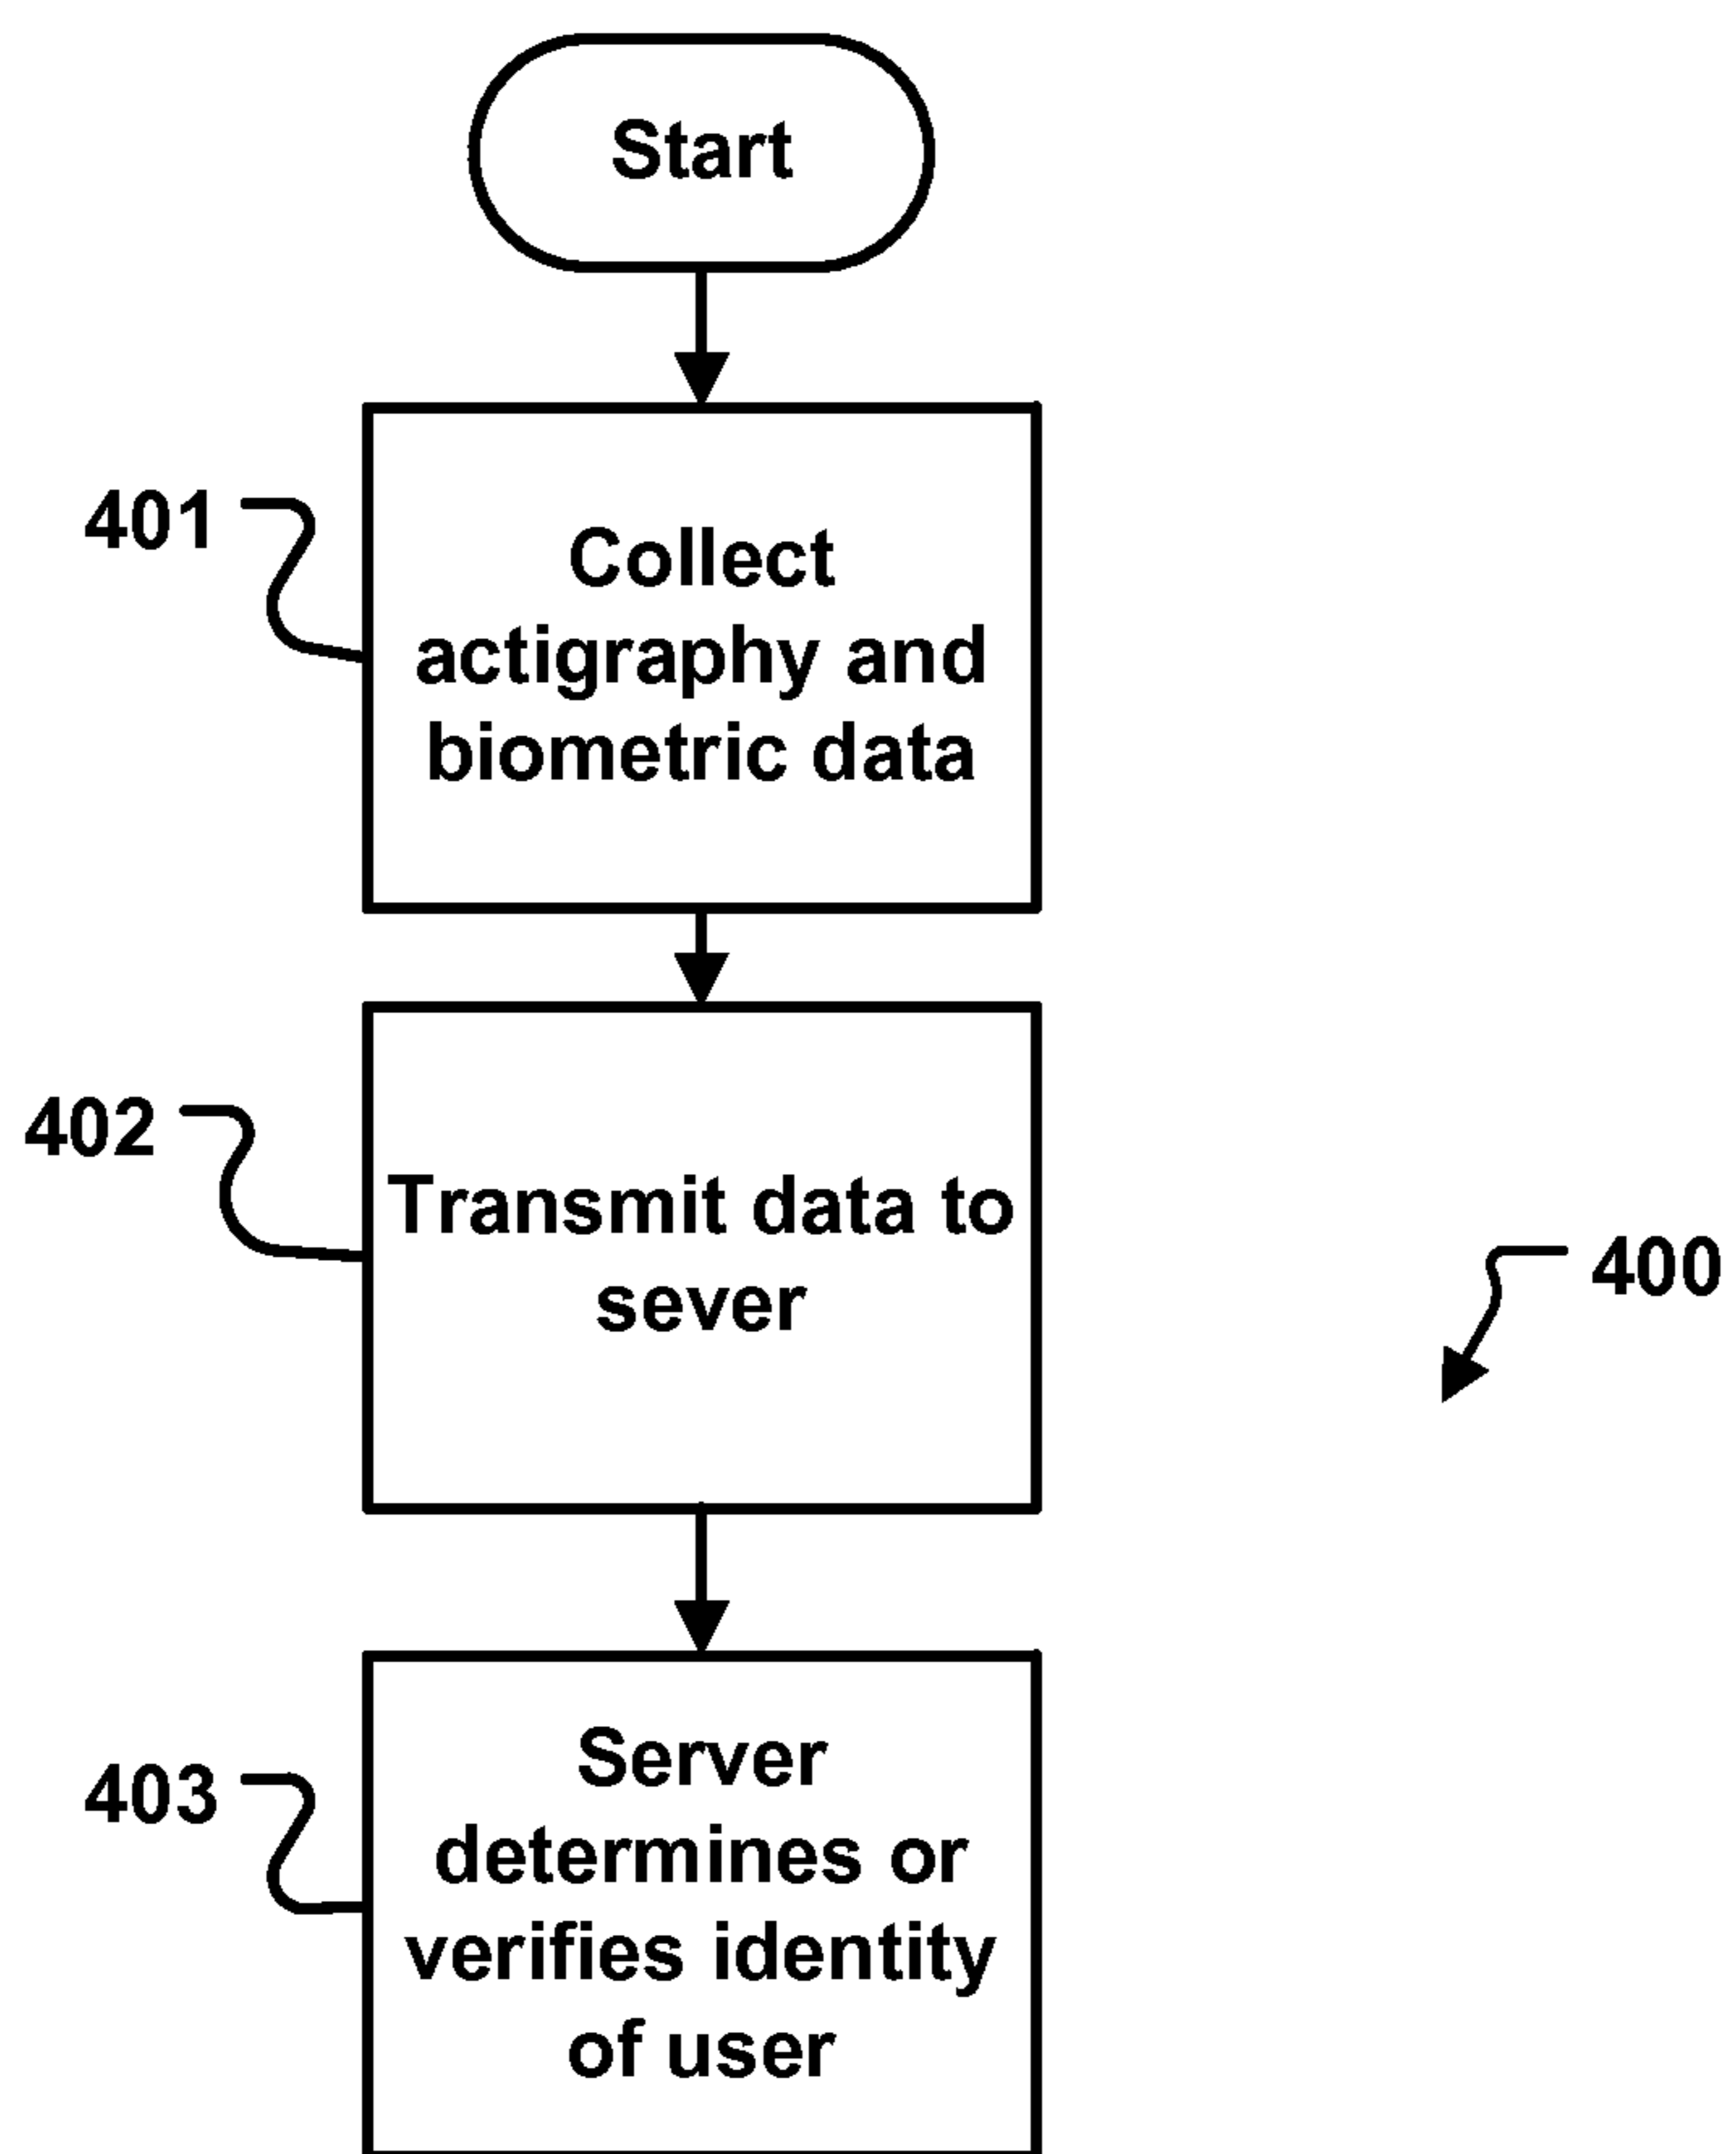 Start
401
Collect
actigraphy and
biometric data
402
Transmit data to
sever
400
403
Server
determines or
verifies identity
of user